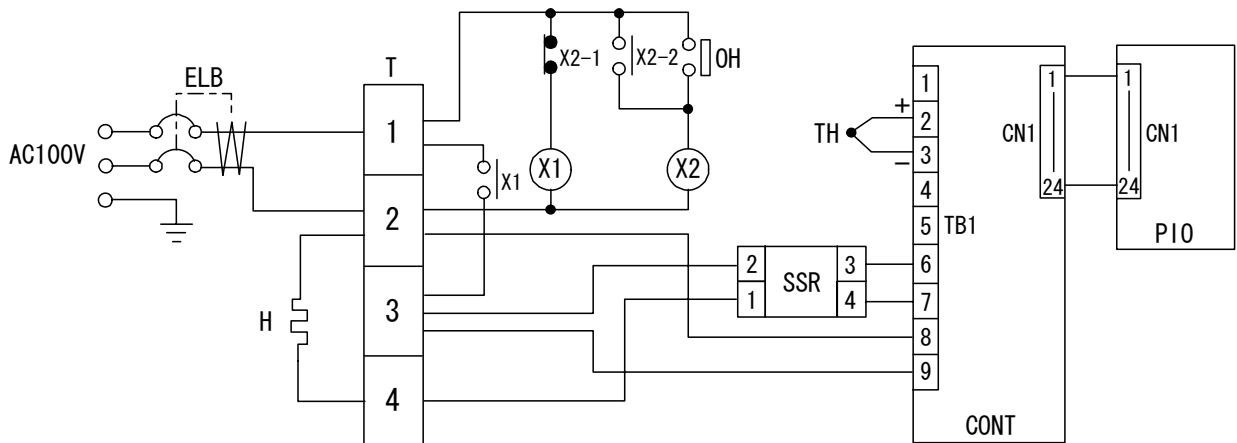 ELB
AC100V
T
1
2
3
4
H
X1
X2-1
X2-2
OH
X1
X2
TH
+
−
2
1
SSR
3
4
1
2
3
4
5
6
7
8
9
TB1
CN1
1
24
CONT
1
24
CN1
PIO